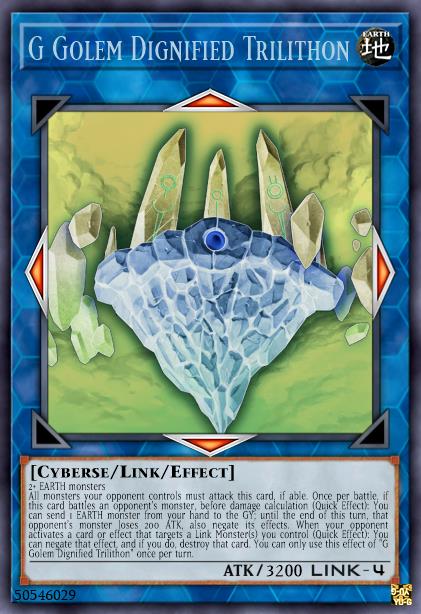 G Golem Dignified Trilithon
EARTH
地
[Cyberse/Link/Effect]
2+ EARTH monsters
All monsters your opponent controls must attack this card, if able. Once per battle, if
this card battles an opponent's monster, before damage calculation (Quick Effect): You
can send 1 EARTH monster from your hand to the GY; until the end of this turn, that
opponent's monster loses 200 ATK, also negate its effects. When your opponent
activates a card or effect that targets a Link Monster(s) you control (Quick Effect): You
can negate that effect, and if you do, destroy that card. You can only use this effect of "G
Golem Dignified Trilithon" once per turn.
ATK/3200 LINK-4
50546029